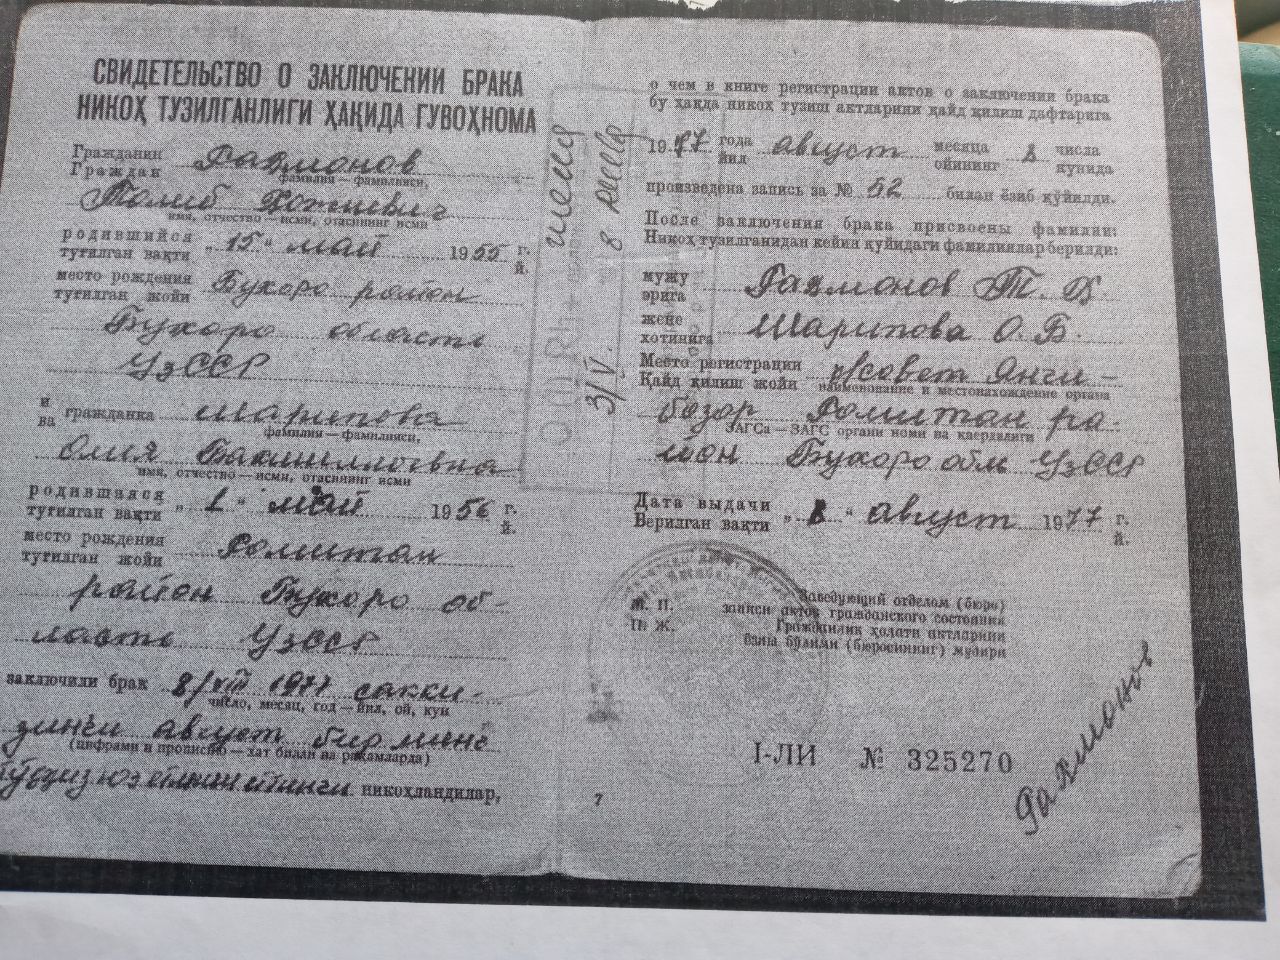 СВИДЕТЕЛЬСТВО О ЗАКЛЮЧЕНИИ БРАКА
НИКОҲ ТУЗИЛГАНЛИГИ ҲАҚИДА ГУВОҲНОМА
Гражданин
Граждан Рахмонов
фамилия — фамилияси,
Толиб
имя, отчество — исми, отасининг исми
родившийся
туғилган вақти „15“ май 1955 г.
й.
место рождения
туғилган жойи Бухоро район
Бухоро область
УзССР
и
ва гражданка Шарипова
фамилия — фамилияси,
Олия
имя, отчество — исми, отасининг исми
родившаяся
туғилган вақти „1“ май 1956 г.
й.
место рождения
туғилган жойи Ромитан
район Бухоро об-
ласть УзССР
заключили брак 8/VIII 1977 сакки-
число, месяц, год — йил, ой, кун
зинчи август бир минг
(цифрами и прописью — хат билан ва рақамларда)
тўққиз юз етмиш еттинчи никоҳландилар,
о чем в книге регистрации актов о заключении брака
бу ҳақда никоҳ тузиш актларини қайд қилиш дафтарига
1977 года
йил август месяца
ойининг 8 числа
кунида
произведена запись за № 52 билан ёзиб қўйилди.
После заключения брака присвоены фамилии:
Никоҳ тузилганидан кейин қуйидаги фамилиялар берилди:
мужу
эрига Рахмонов Т. Х.
жене
хотинига Шарипова О. Б.
Место регистрации
Қайд қилиш жойи к/совет Янги-
наименование и местонахождение органа
бозор Ромитан ра-
ЗАГСа — ЗАГС органи номи ва қаердалиги
йон Бухоро обл УзССР
Дата выдачи
Берилган вақти „8“ август 1977 г.
й.
М. П.
П. Ж.
Заведующий отделом (бюро)
записи актов гражданского состояния
Гражданлик ҳолати актларини
ёзиш бўлими (бюросининг) мудири
I-ЛИ № 325270
Рахмонов
7